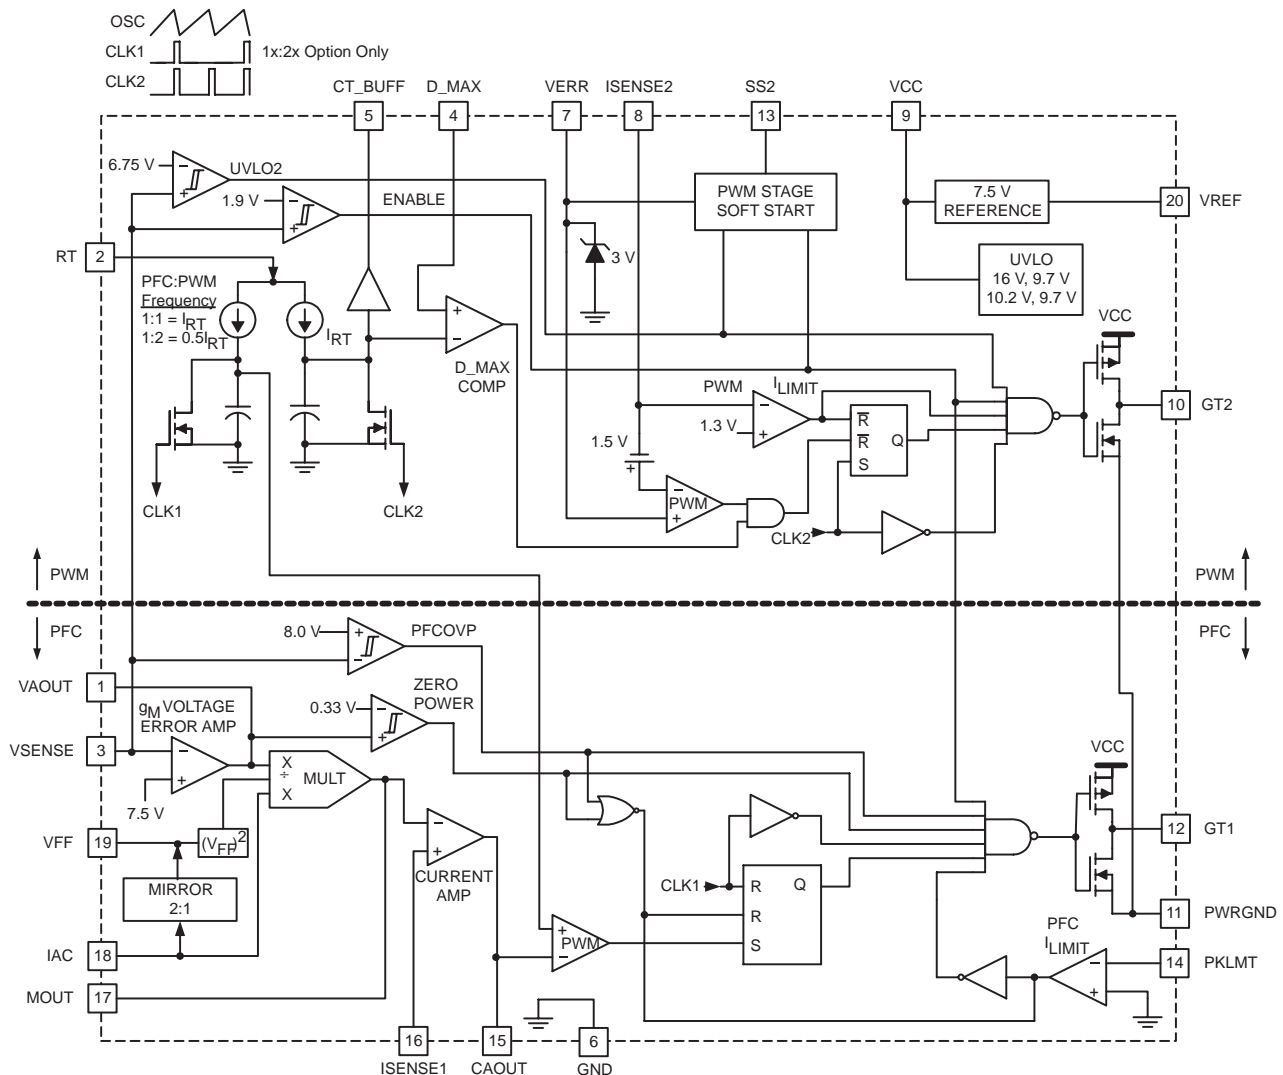 OSC
CLK1
1x:2x Option Only
CLK2
CT_BUFF
D_MAX
VERR
ISENSE2
SS2
VCC
5
4
7
8
13
9
6.75 V
−
+
UVLO2
1.9 V
−
+
ENABLE
PWM STAGE
SOFT START
7.5 V
REFERENCE
20
VREF
RT
2
3 V
UVLO
16 V, 9.7 V
10.2 V, 9.7 V
PFC:PWM
Frequency
1:1 = IRT
1:2 = 0.5IRT
IRT
+
−
D_MAX
COMP
VCC
PWM
ILIMIT
−
+
1.3 V
R
R
Q
S
10
GT2
1.5 V
+
−
PWM
+
CLK1
CLK2
CLK2
PWM
PWM
PFC
PFC
8.0 V
+
−
PFCOVP
VAOUT
1
ZERO
POWER
0.33 V
−
+
gM VOLTAGE
ERROR AMP
VSENSE
3
−
+
7.5 V
X
÷
X
MULT
VCC
VFF
19
(VFF)2
−
+
CURRENT
AMP
12
GT1
MIRROR
2:1
CLK1
R
Q
R
S
11
PWRGND
+
PWM
−
PFC
ILIMIT
IAC
18
−
+
14
PKLMT
MOUT
17
16
15
6
ISENSE1
CAOUT
GND